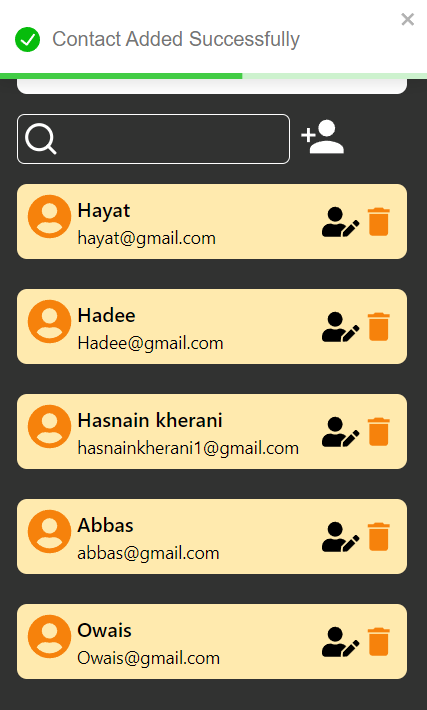 Contact Added Successfully
Hayat
hayat@gmail.com
Hadee
Hadee@gmail.com
Hasnain kherani
hasnainkherani1@gmail.com
Abbas
abbas@gmail.com
Owais
Owais@gmail.com